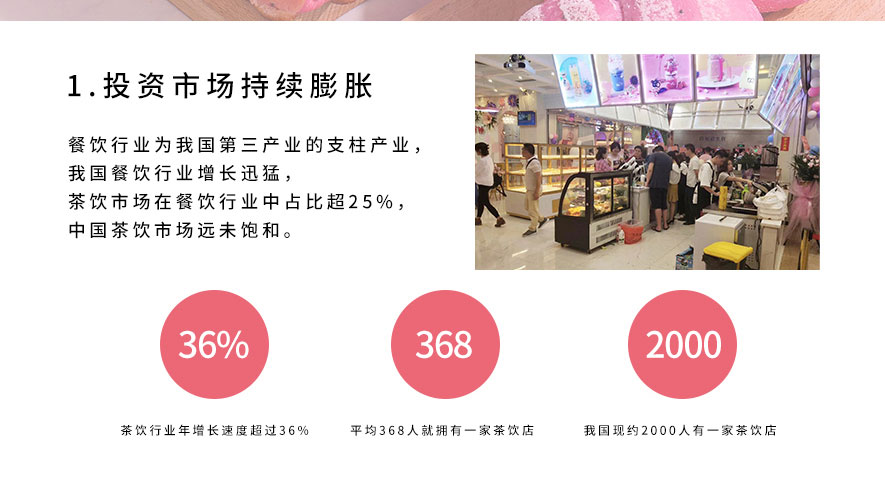 1.投资市场持续膨胀
餐饮行业为我国第三产业的支柱产业，
我国餐饮行业增长迅猛，
茶饮市场在餐饮行业中占比超25%，
中国茶饮市场远未饱和。
36%
368
2000
茶饮行业年增长速度超过36%
平均368人就拥有一家茶饮店
我国现约2000人有一家茶饮店